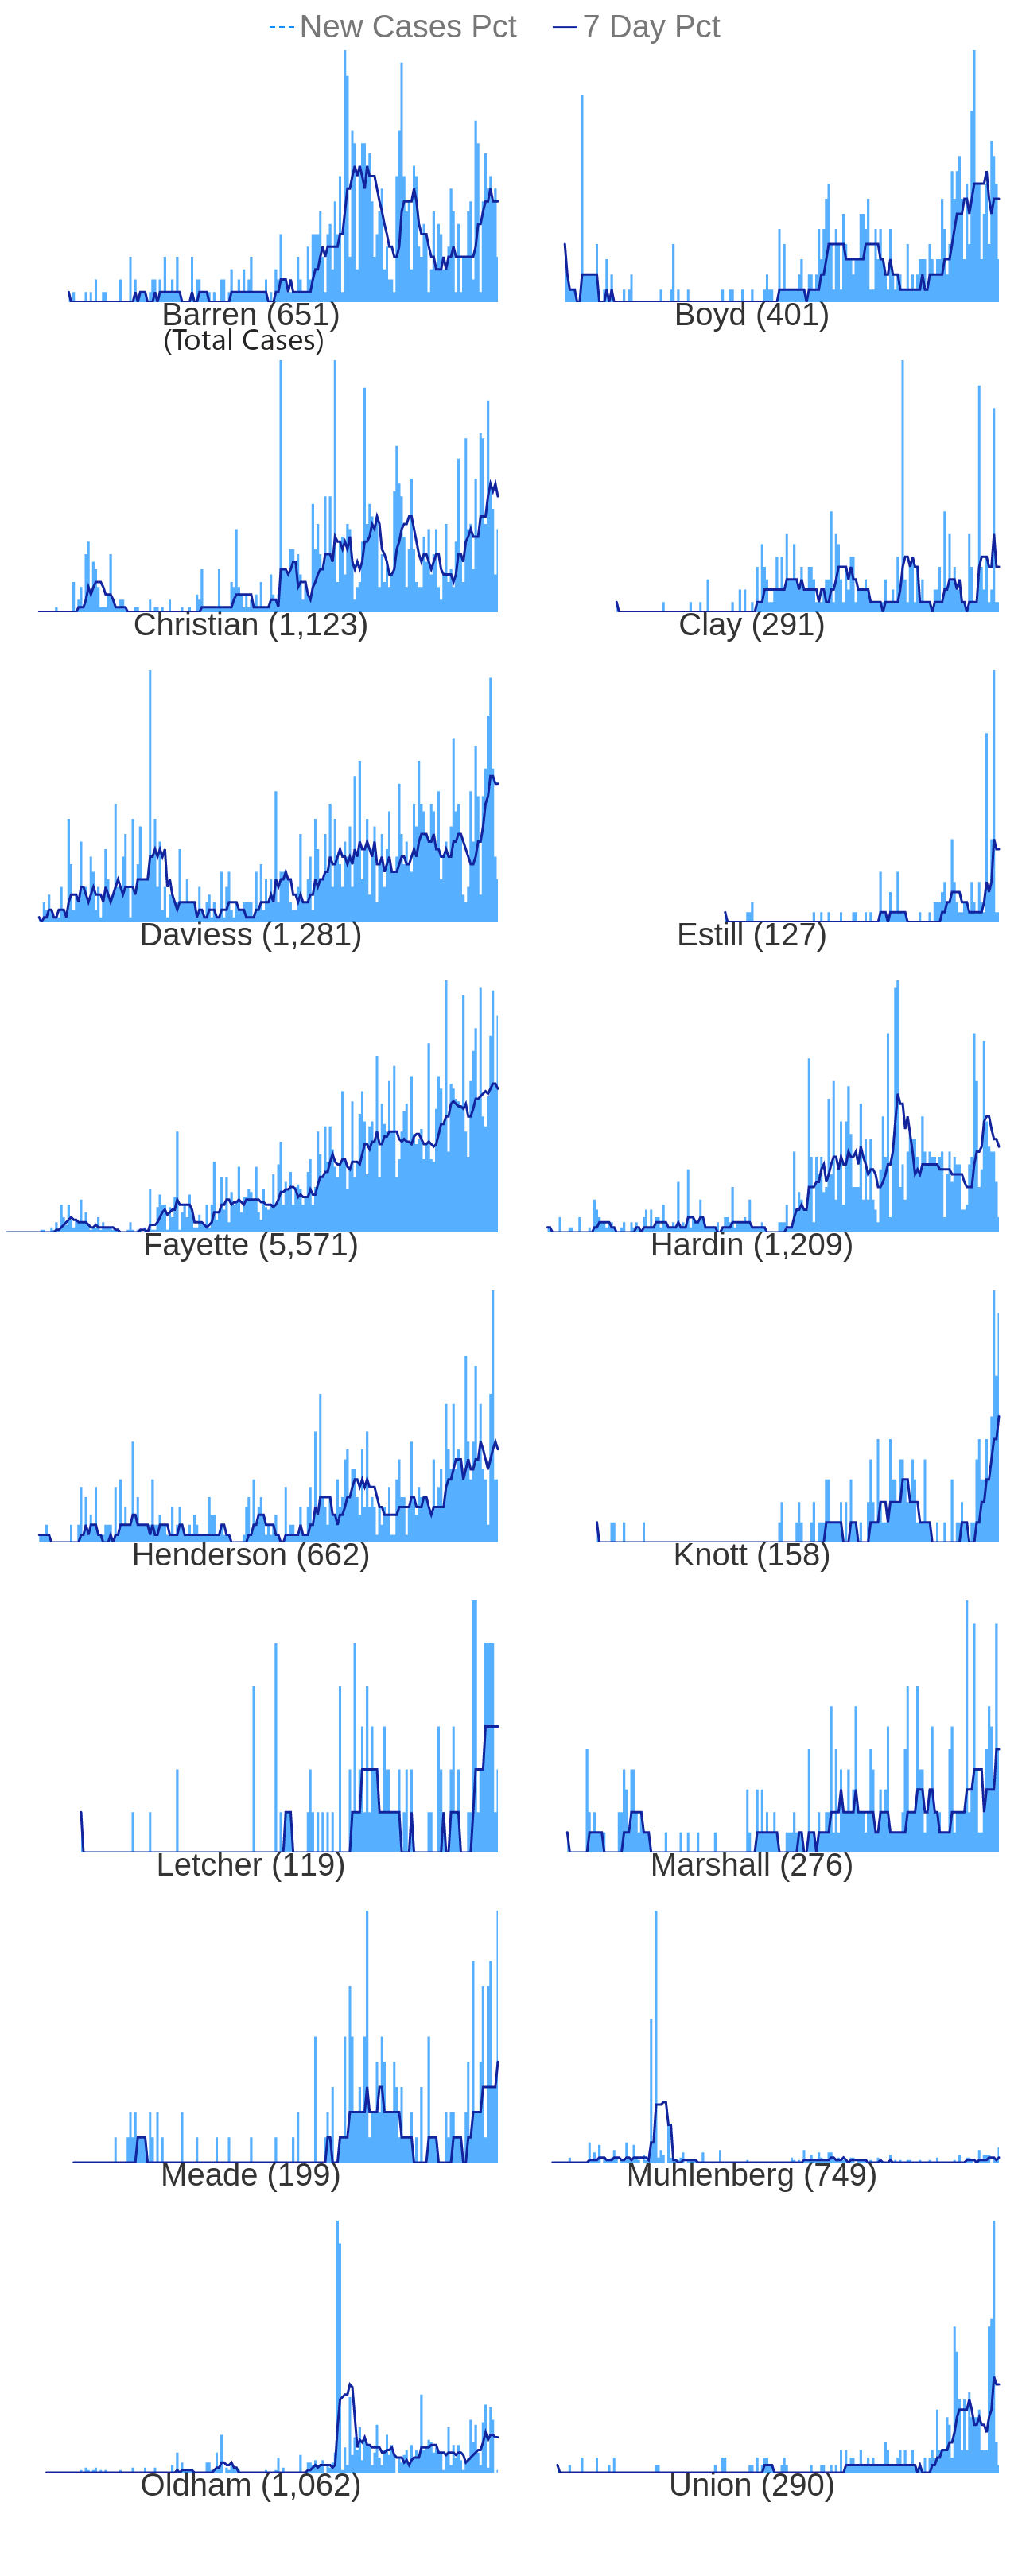 New Cases Pct 7 Day Pct
Barren (651) Boyd (401)
(Total Cases)
Christian (1,123) Clay (291)
Daviess (1,281) Estill (127)
Fayette (5,571) Hardin (1,209)
Henderson (662) Knott (158)
Letcher (119) Marshall (276)
Meade (199) Muhlenberg (749)
Oldham (1,062) Union (290)